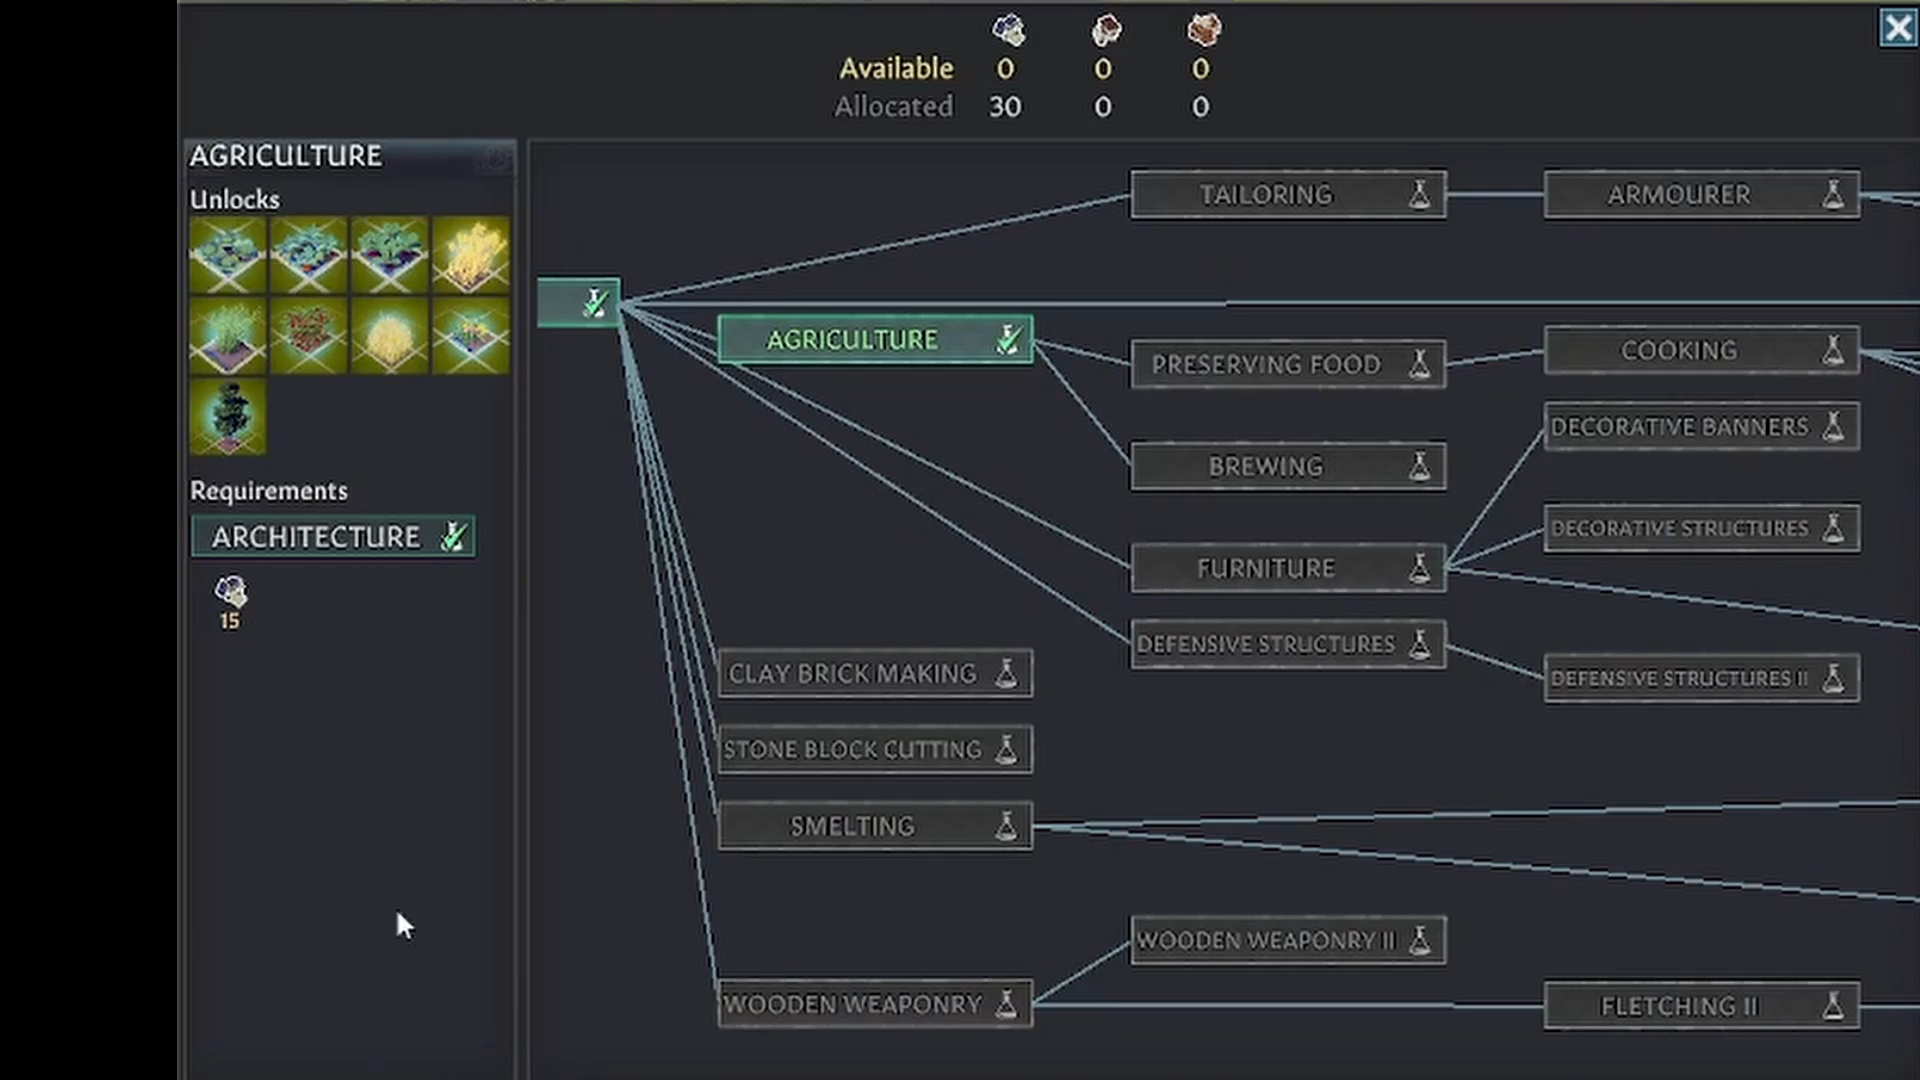 Available 0 0 0
Allocated 30 0 0
AGRICULTURE
Unlocks
Requirements
ARCHITECTURE
15
TAILORING
ARMOURER
AGRICULTURE
PRESERVING FOOD
COOKING
DECORATIVE BANNERS
BREWING
DECORATIVE STRUCTURES
FURNITURE
DEFENSIVE STRUCTURES
CLAY BRICK MAKING
DEFENSIVE STRUCTURES II
STONE BLOCK CUTTING
SMELTING
WOODEN WEAPONRY II
WOODEN WEAPONRY
FLETCHING II